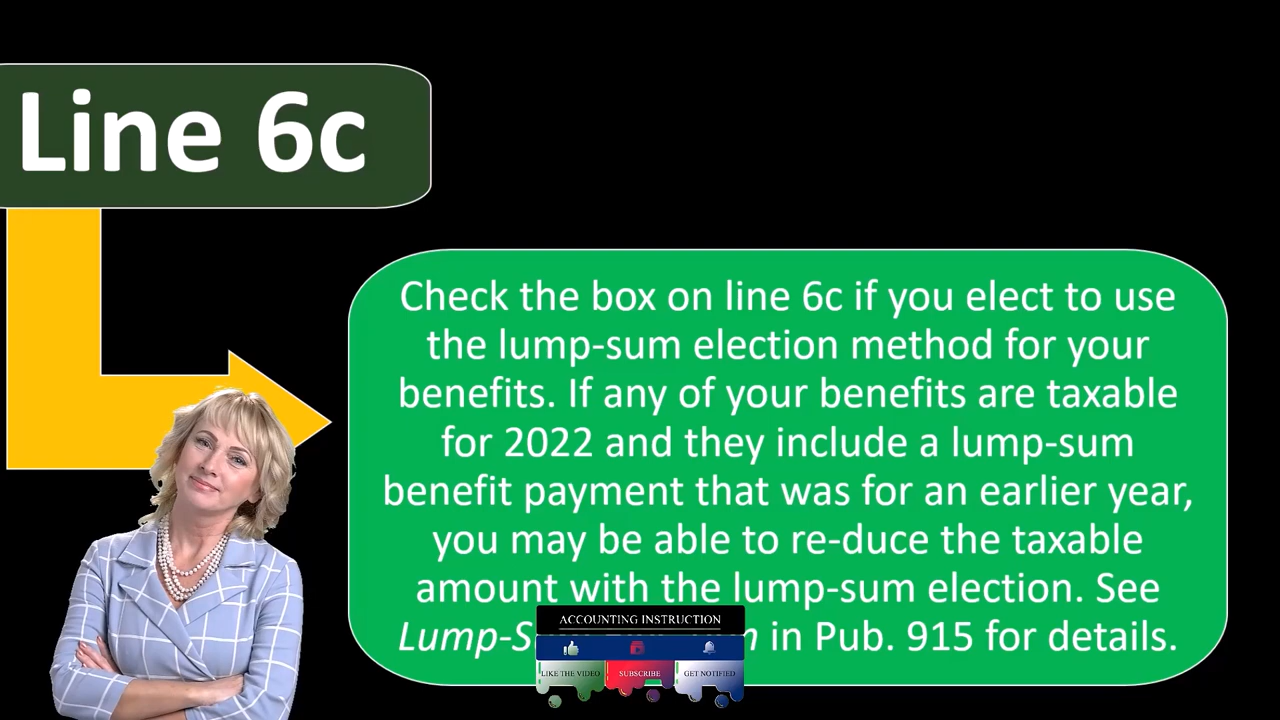 Line 6c
Check the box on line 6c if you elect to use
the lump-sum election method for your
benefits. If any of your benefits are taxable
for 2022 and they include a lump-sum
benefit payment that was for an earlier year,
you may be able to re-duce the taxable
amount with the lump-sum election. See
in Pub. 915 for details.
ACCOUNTING INSTRUCTION
LIKE THE VIDEO
SUBSCRIBE
GET NOTIFIED